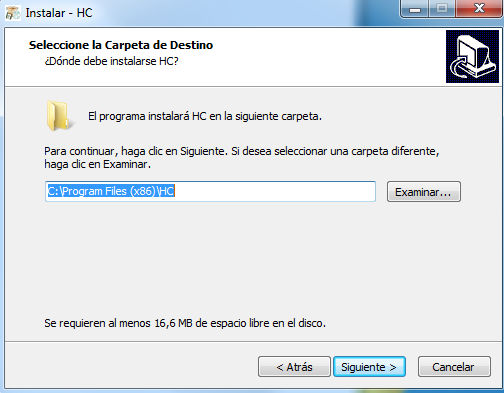 Instalar - HC
Seleccione la Carpeta de Destino
¿Dónde debe instalarse HC?
El programa instalará HC en la siguiente carpeta.
Para continuar, haga clic en Siguiente. Si desea seleccionar una carpeta diferente,
haga clic en Examinar.
C:\Program Files (x86)\HC
Examinar...
Se requieren al menos 16,6 MB de espacio libre en el disco.
< Atrás
Siguiente >
Cancelar